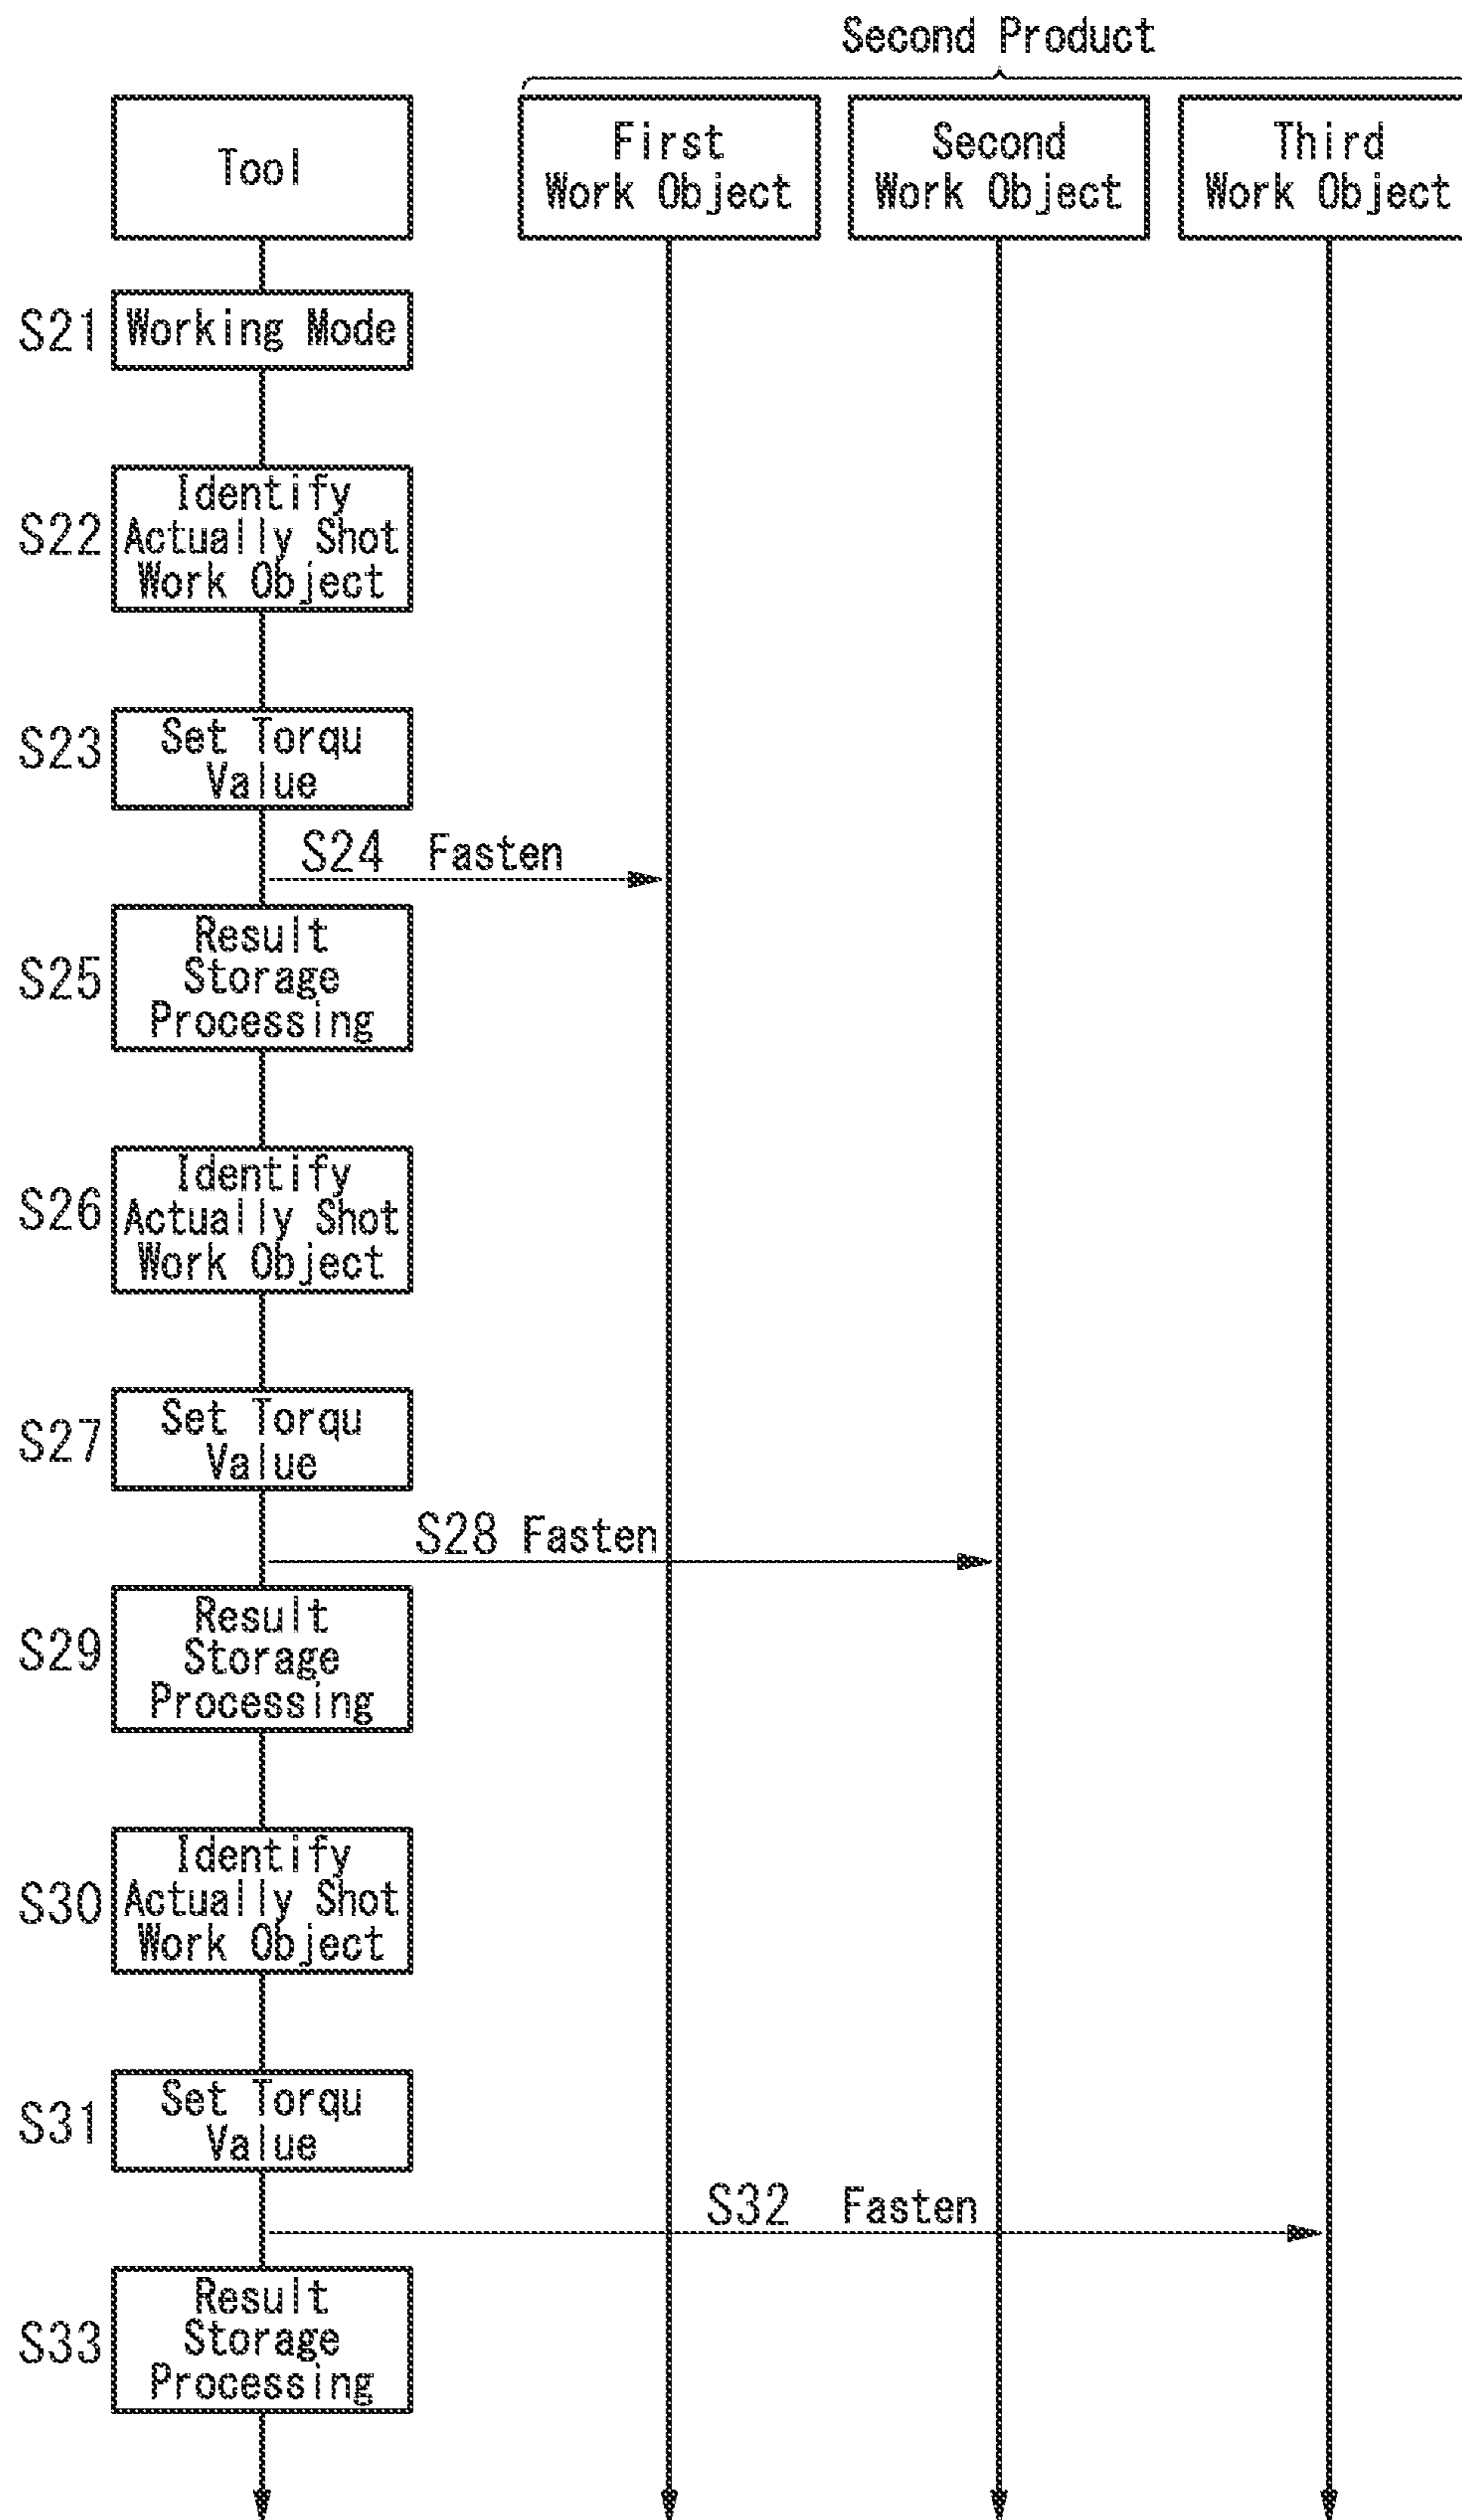 Second Product
Tool
First
Work Object
Second
Work Object
Third
Work Object
S21
Working Mode
S22
Identify
Actually Shot
Work Object
S23
Set Torqu
Value
S24 Fasten
S25
Result
Storage
Processing
S26
Identify
Actually Shot
Work Object
S27
Set Torqu
Value
S28 Fasten
S29
Result
Storage
Processing
S30
Identify
Actually Shot
Work Object
S31
Set Torqu
Value
S32 Fasten
S33
Result
Storage
Processing